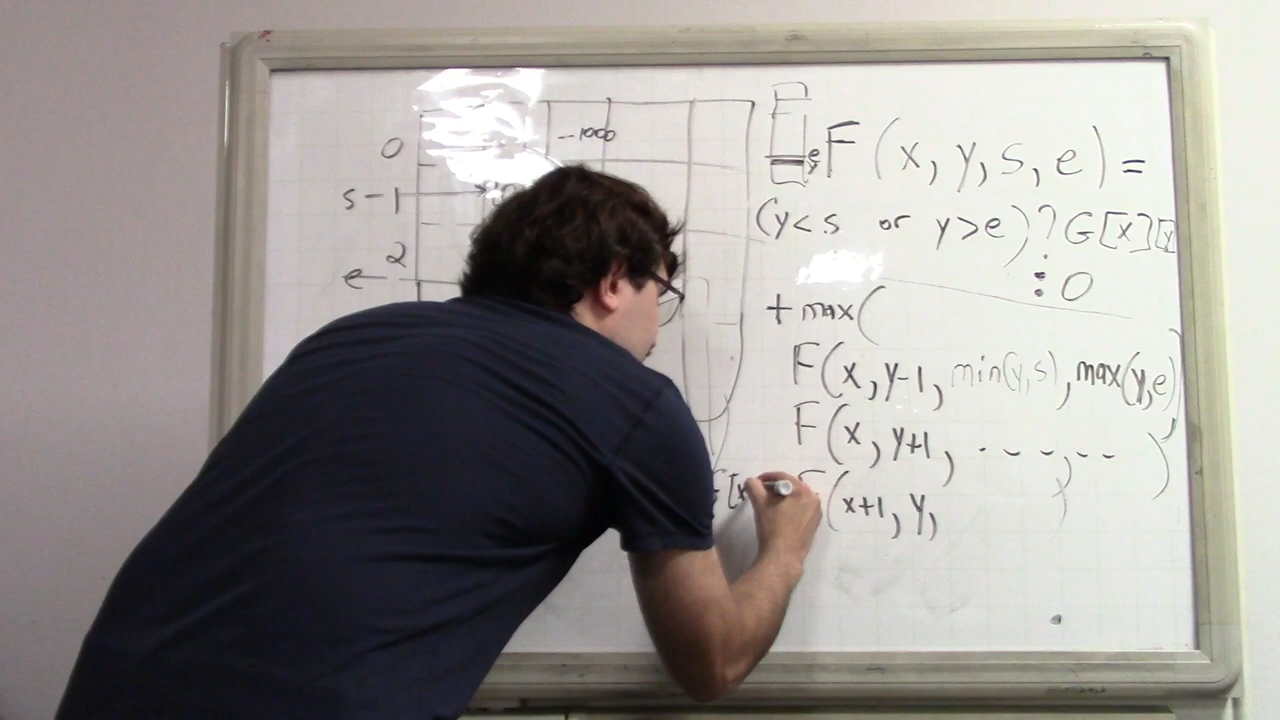 0
-1000
s-1
2
e
e
y
F(x, y, s, e) =
(y<s or y>e) ? G[x][y
: 0
+ max(
F(x, y-1, min(y,s), max(y,e)),
F(x, y+1, - - -, - - )
F(x+1, y, )
[x